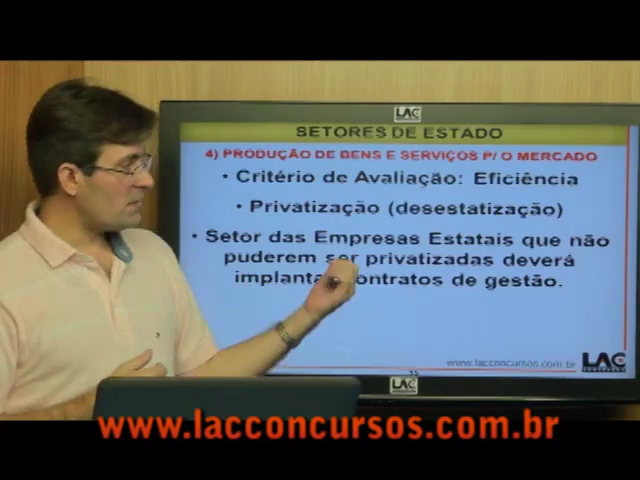 LAC
SETORES DE ESTADO
4) PRODUÇÃO DE BENS E SERVIÇOS P/ O MERCADO
• Critério de Avaliação: Eficiência
• Privatização (desestatização)
• Setor das Empresas Estatais que não
puderem ser privatizadas deverá
implantar contratos de gestão.
www.lacconcursos.com.br
LAC
15
LAC
www.lacconcursos.com.br